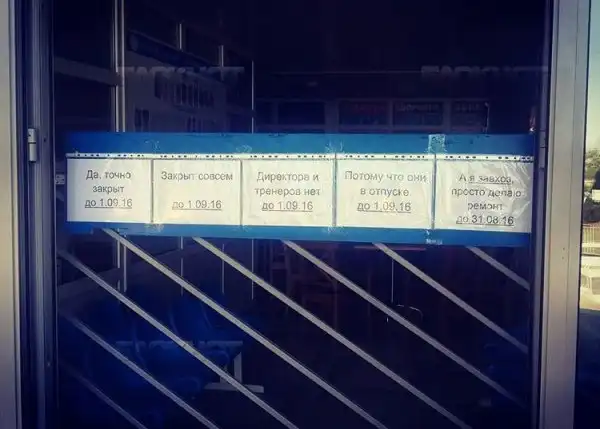 Да, точно
закрыт
до 1.09.16
Закрыт совсем
до 1.09.16
Директора и
тренеров нет
до 1.09.16
Потому что они
в отпуске
до 1.09.16
А я завхоз,
просто делаю
ремонт
до 31.08.16